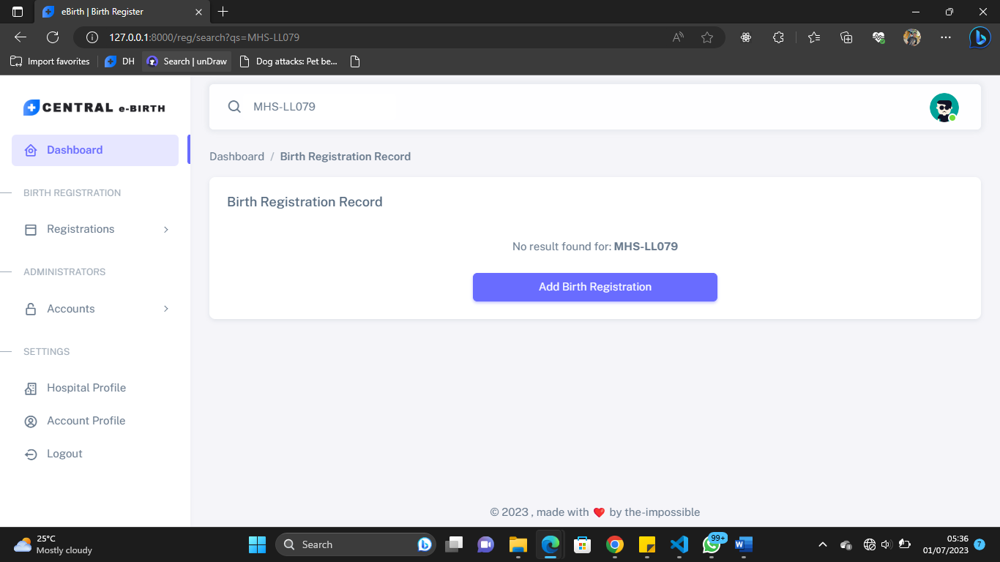 eBirth | Birth Register
127.0.0.1:8000/reg/search?qs=MHS-LL079
Import favorites
DH
Search | unDraw
Dog attacks: Pet be...
CENTRAL e-BIRTH
MHS-LL079
Dashboard
Dashboard / Birth Registration Record
BIRTH REGISTRATION
Registrations
ADMINISTRATORS
Accounts
SETTINGS
Hospital Profile
Account Profile
Logout
Birth Registration Record
No result found for: MHS-LL079
Add Birth Registration
© 2023 , made with ❤️ by the-impossible
25°C
Mostly cloudy
Search
99+
05:36
01/07/2023
7